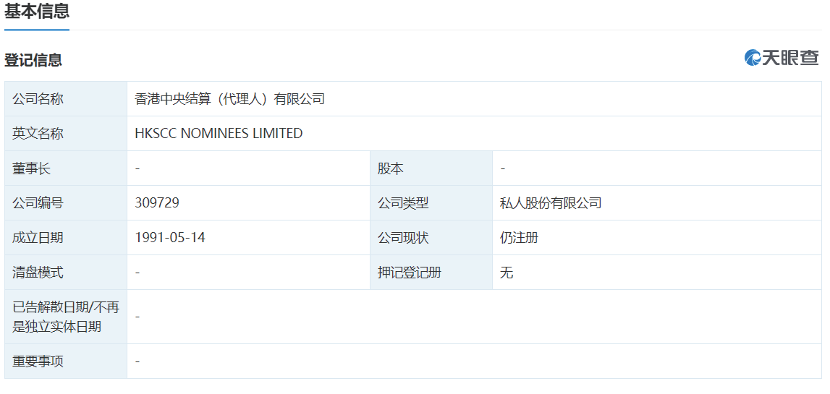 基本信息
登记信息
天眼查
公司名称 香港中央结算（代理人）有限公司
英文名称 HKSCC NOMINEES LIMITED
董事长 - 股本 -
公司编号 309729 公司类型 私人股份有限公司
成立日期 1991-05-14 公司现状 仍注册
清盘模式 - 押记登记册 无
已告解散日期/不再
是独立实体日期 -
重要事项 -